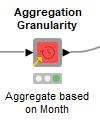 Aggregation
Granularity
Aggregate based
on Month